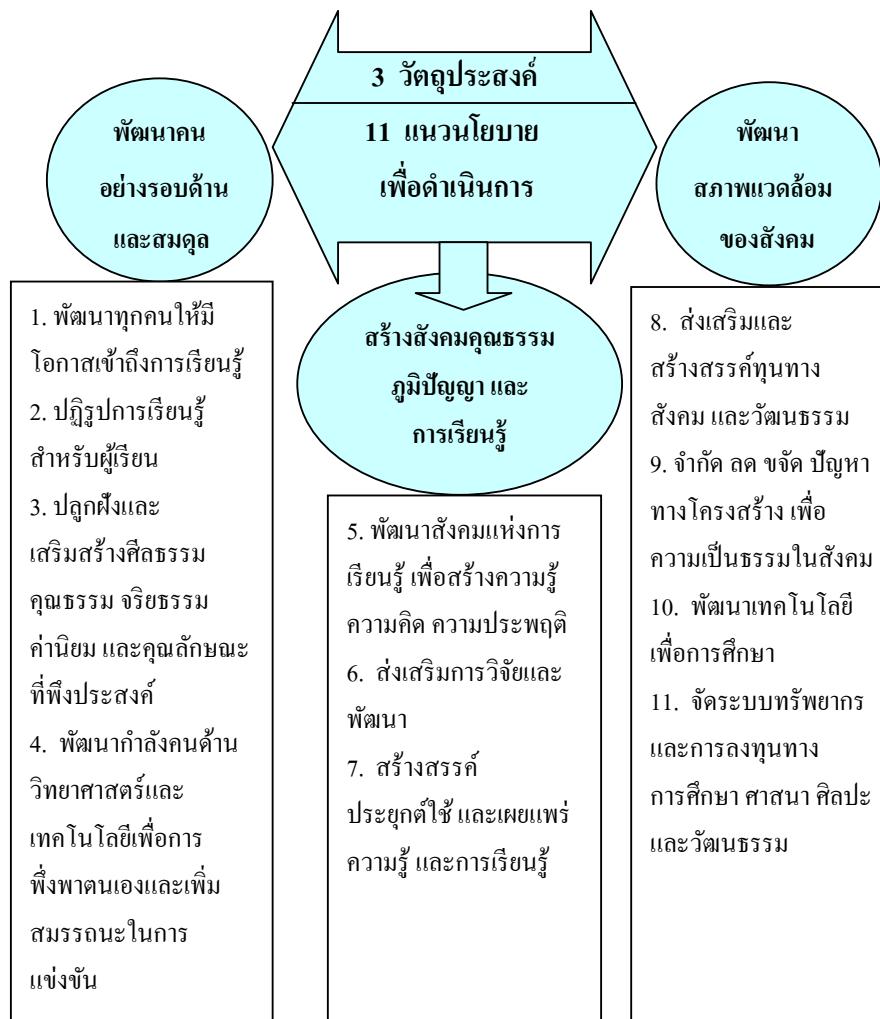 3 วัตถุประสงค์
11 แนวนโยบาย
เพื่อดำเนินการ
พัฒนาคน
อย่างรอบด้าน
และสมดุล
1. พัฒนาทุกคนให้มี
โอกาสเข้าถึงการเรียนรู้
2. ปฏิรูปการเรียนรู้
สำหรับผู้เรียน
3. ปลูกฝังและ
เสริมสร้างศีลธรรม
คุณธรรม จริยธรรม
ค่านิยม และคุณลักษณะ
ที่พึงประสงค์
4. พัฒนากำลังคนด้าน
วิทยาศาสตร์และ
เทคโนโลยีเพื่อการ
พึ่งพาตนเองและเพิ่ม
สมรรถนะในการ
แข่งขัน
สร้างสังคมคุณธรรม
ภูมิปัญญา และ
การเรียนรู้
5. พัฒนาสังคมแห่งการ
เรียนรู้ เพื่อสร้างความรู้
ความคิด ความประพฤติ
6. ส่งเสริมการวิจัยและ
พัฒนา
7. สร้างสรรค์
ประยุกต์ใช้ และเผยแพร่
ความรู้ และการเรียนรู้
พัฒนา
สภาพแวดล้อม
ของสังคม
8. ส่งเสริมและ
สร้างสรรค์ทุนทาง
สังคม และวัฒนธรรม
9. จำกัด ลด ขจัด ปัญหา
ทางโครงสร้าง เพื่อ
ความเป็นธรรมในสังคม
10. พัฒนาเทคโนโลยี
เพื่อการศึกษา
11. จัดระบบทรัพยากร
และการลงทุนทาง
การศึกษา ศาสนา ศิลปะ
และวัฒนธรรม